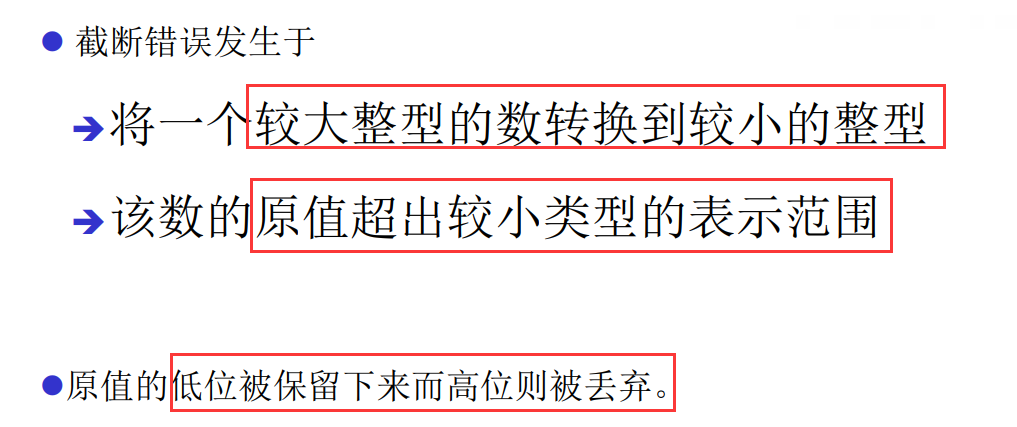 截断错误发生于
将一个较大整型的数转换到较小的整型
该数的原值超出较小类型的表示范围
原值的低位被保留下来而高位则被丢弃。